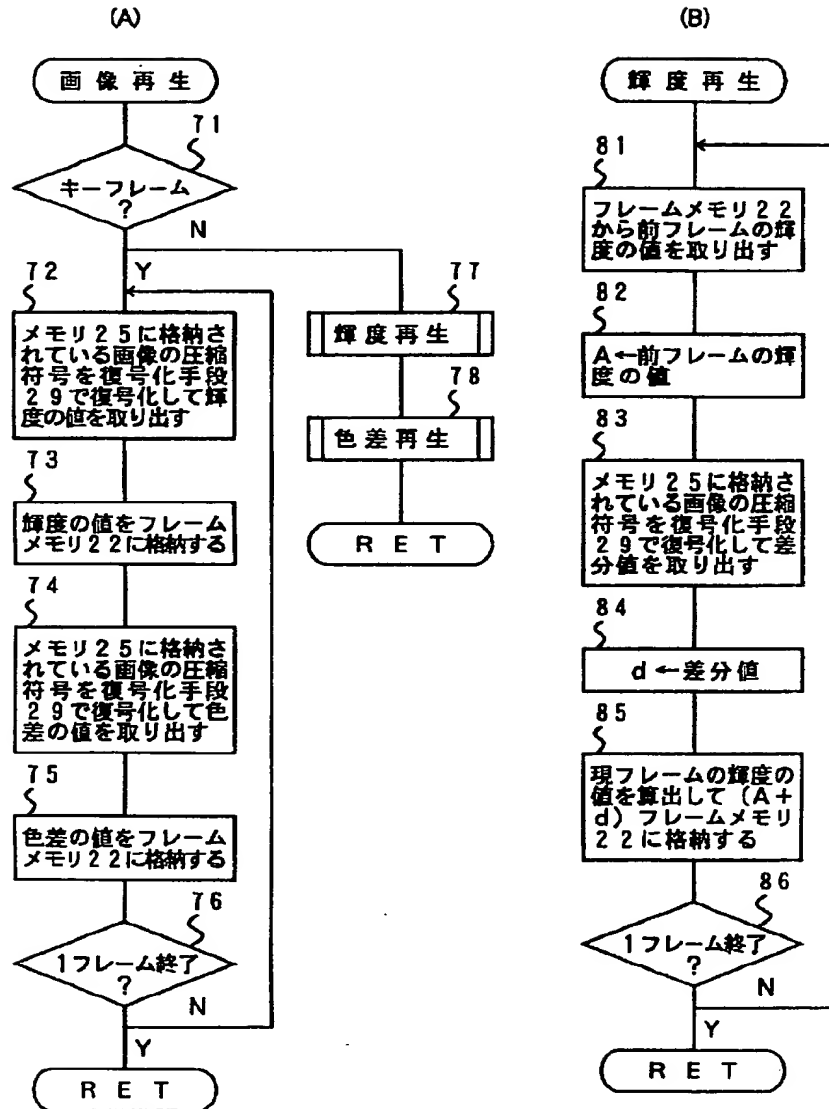 (A)
画像再生
71
キーフレーム
?
N
Y
72
メモリ25に格納さ
れている画像の圧縮
符号を復号化手段
29で復号化して輝
度の値を取り出す
73
輝度の値をフレーム
メモリ22に格納する
74
メモリ25に格納さ
れている画像の圧縮
符号を復号化手段
29で復号化して色
差の値を取り出す
75
色差の値をフレーム
メモリ22に格納する
76
1フレーム終了
?
N
Y
RET
77
輝度再生
78
色差再生
RET
(B)
輝度再生
81
フレームメモリ22
から前フレームの輝
度の値を取り出す
82
A←前フレームの輝
度の値
83
メモリ25に格納さ
れている画像の圧縮
符号を復号化手段
29で復号化して差
分値を取り出す
84
d←差分値
85
現フレームの輝度の
値を算出して(A+
d)フレームメモリ
22に格納する
86
1フレーム終了
?
N
Y
RET